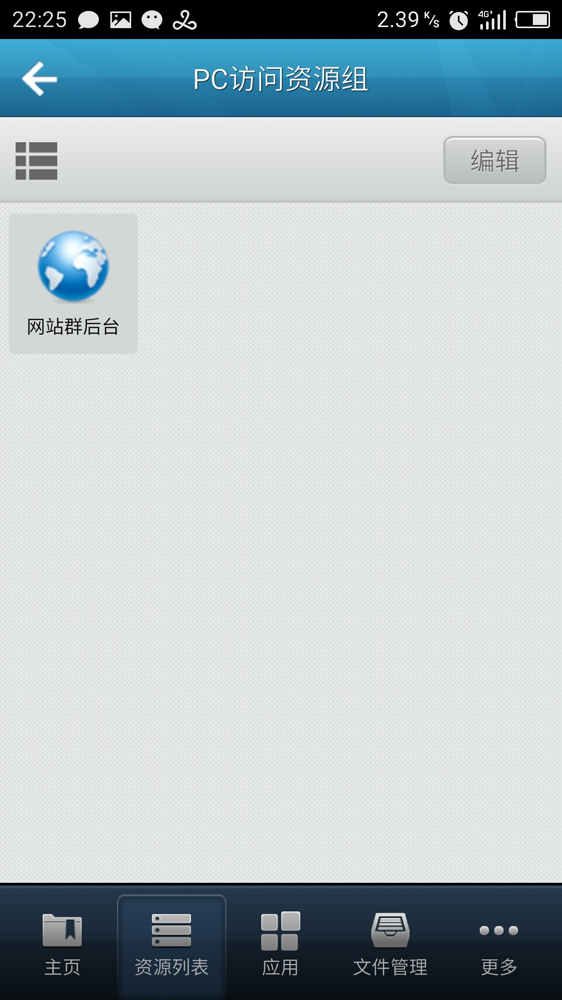 22:25
2.39 K/s
4G+
PC访问资源组
编辑
网站群后台
主页
资源列表
应用
文件管理
更多